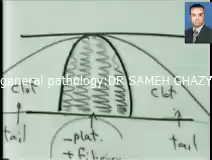 general pathology:DR SAMEH GHAZY
clot
clot
tail
-plat.
tail
+ Fibrin